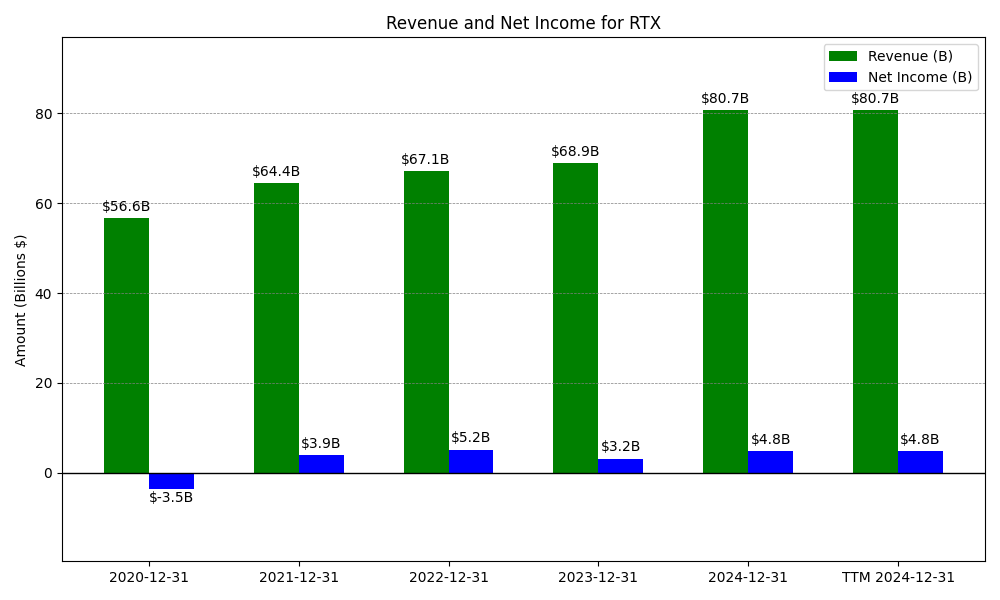 Revenue and Net Income for RTX
Revenue (B)
Net Income (B)
Amount (Billions $)
80
60
40
20
0
$56.6B
$64.4B
$67.1B
$68.9B
$80.7B
$80.7B
$-3.5B
$3.9B
$5.2B
$3.2B
$4.8B
$4.8B
2020-12-31
2021-12-31
2022-12-31
2023-12-31
2024-12-31
TTM 2024-12-31